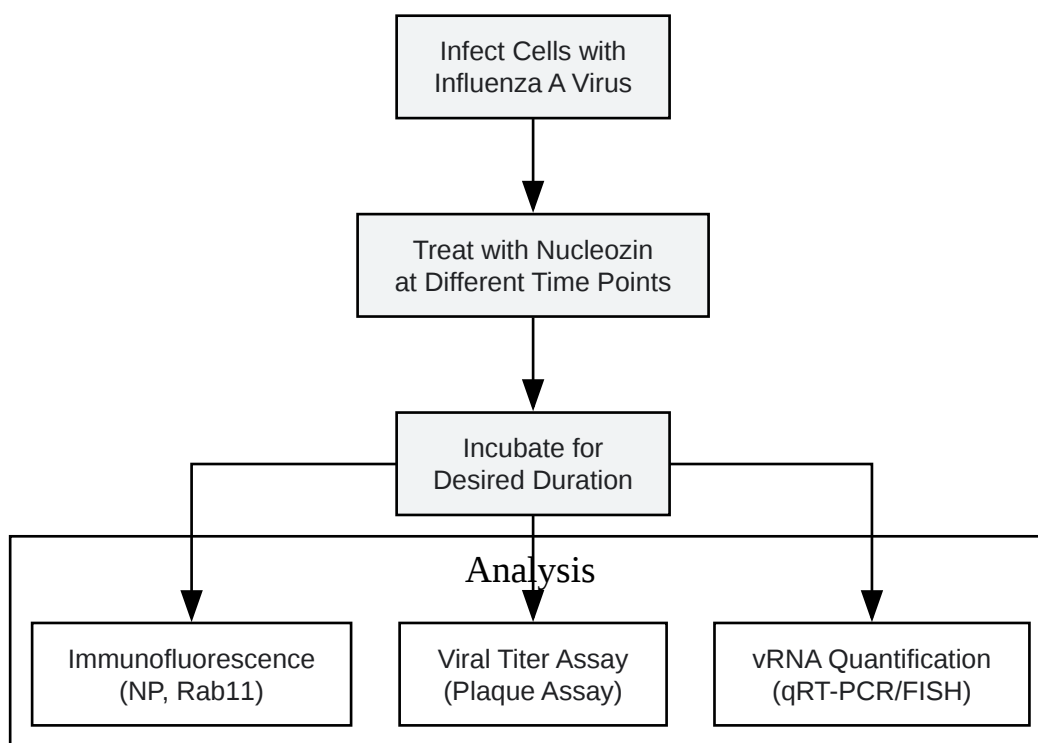 Infect Cells with
Influenza A Virus
Treat with Nucleozin
at Different Time Points
Incubate for
Desired Duration
Analysis
Immunofluorescence
(NP, Rab11)
Viral Titer Assay
(Plaque Assay)
vRNA Quantification
(qRT-PCR/FISH)